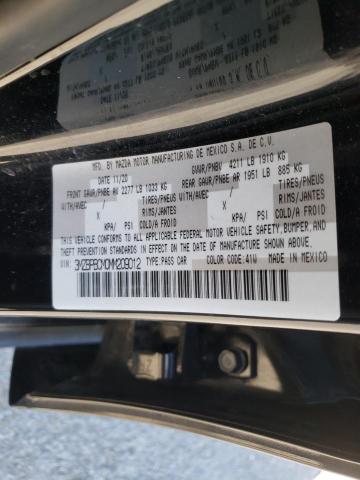 MFD. BY MAZDA MOTOR MANUFACTURING DE MEXICO S.A. DE C.V.
DATE 11/20 GVWR/PNBV 4211 LB 1910 KG
FRONT GAWR/PNBE AV 2277 LB 1033 KG REAR GAWR/PNBE AR 1951 LB 885 KG
WITH/AVEC / TIRES/PNEUS WITH/AVEC / TIRES/PNEUS
X RIMS/JANTES X RIMS/JANTES
KPA/ PSI COLD/A FROID KPA/ PSI COLD/A FROID
THIS VEHICLE CONFORMS TO ALL APPLICABLE FEDERAL MOTOR VEHICLE SAFETY, BUMPER, AND
THEFT PREVENTION STANDARDS IN EFFECT ON THE DATE OF MANUFACTURE SHOWN ABOVE.
TYPE:PASS CAR COLOR CODE:41W MADE IN MEXICO